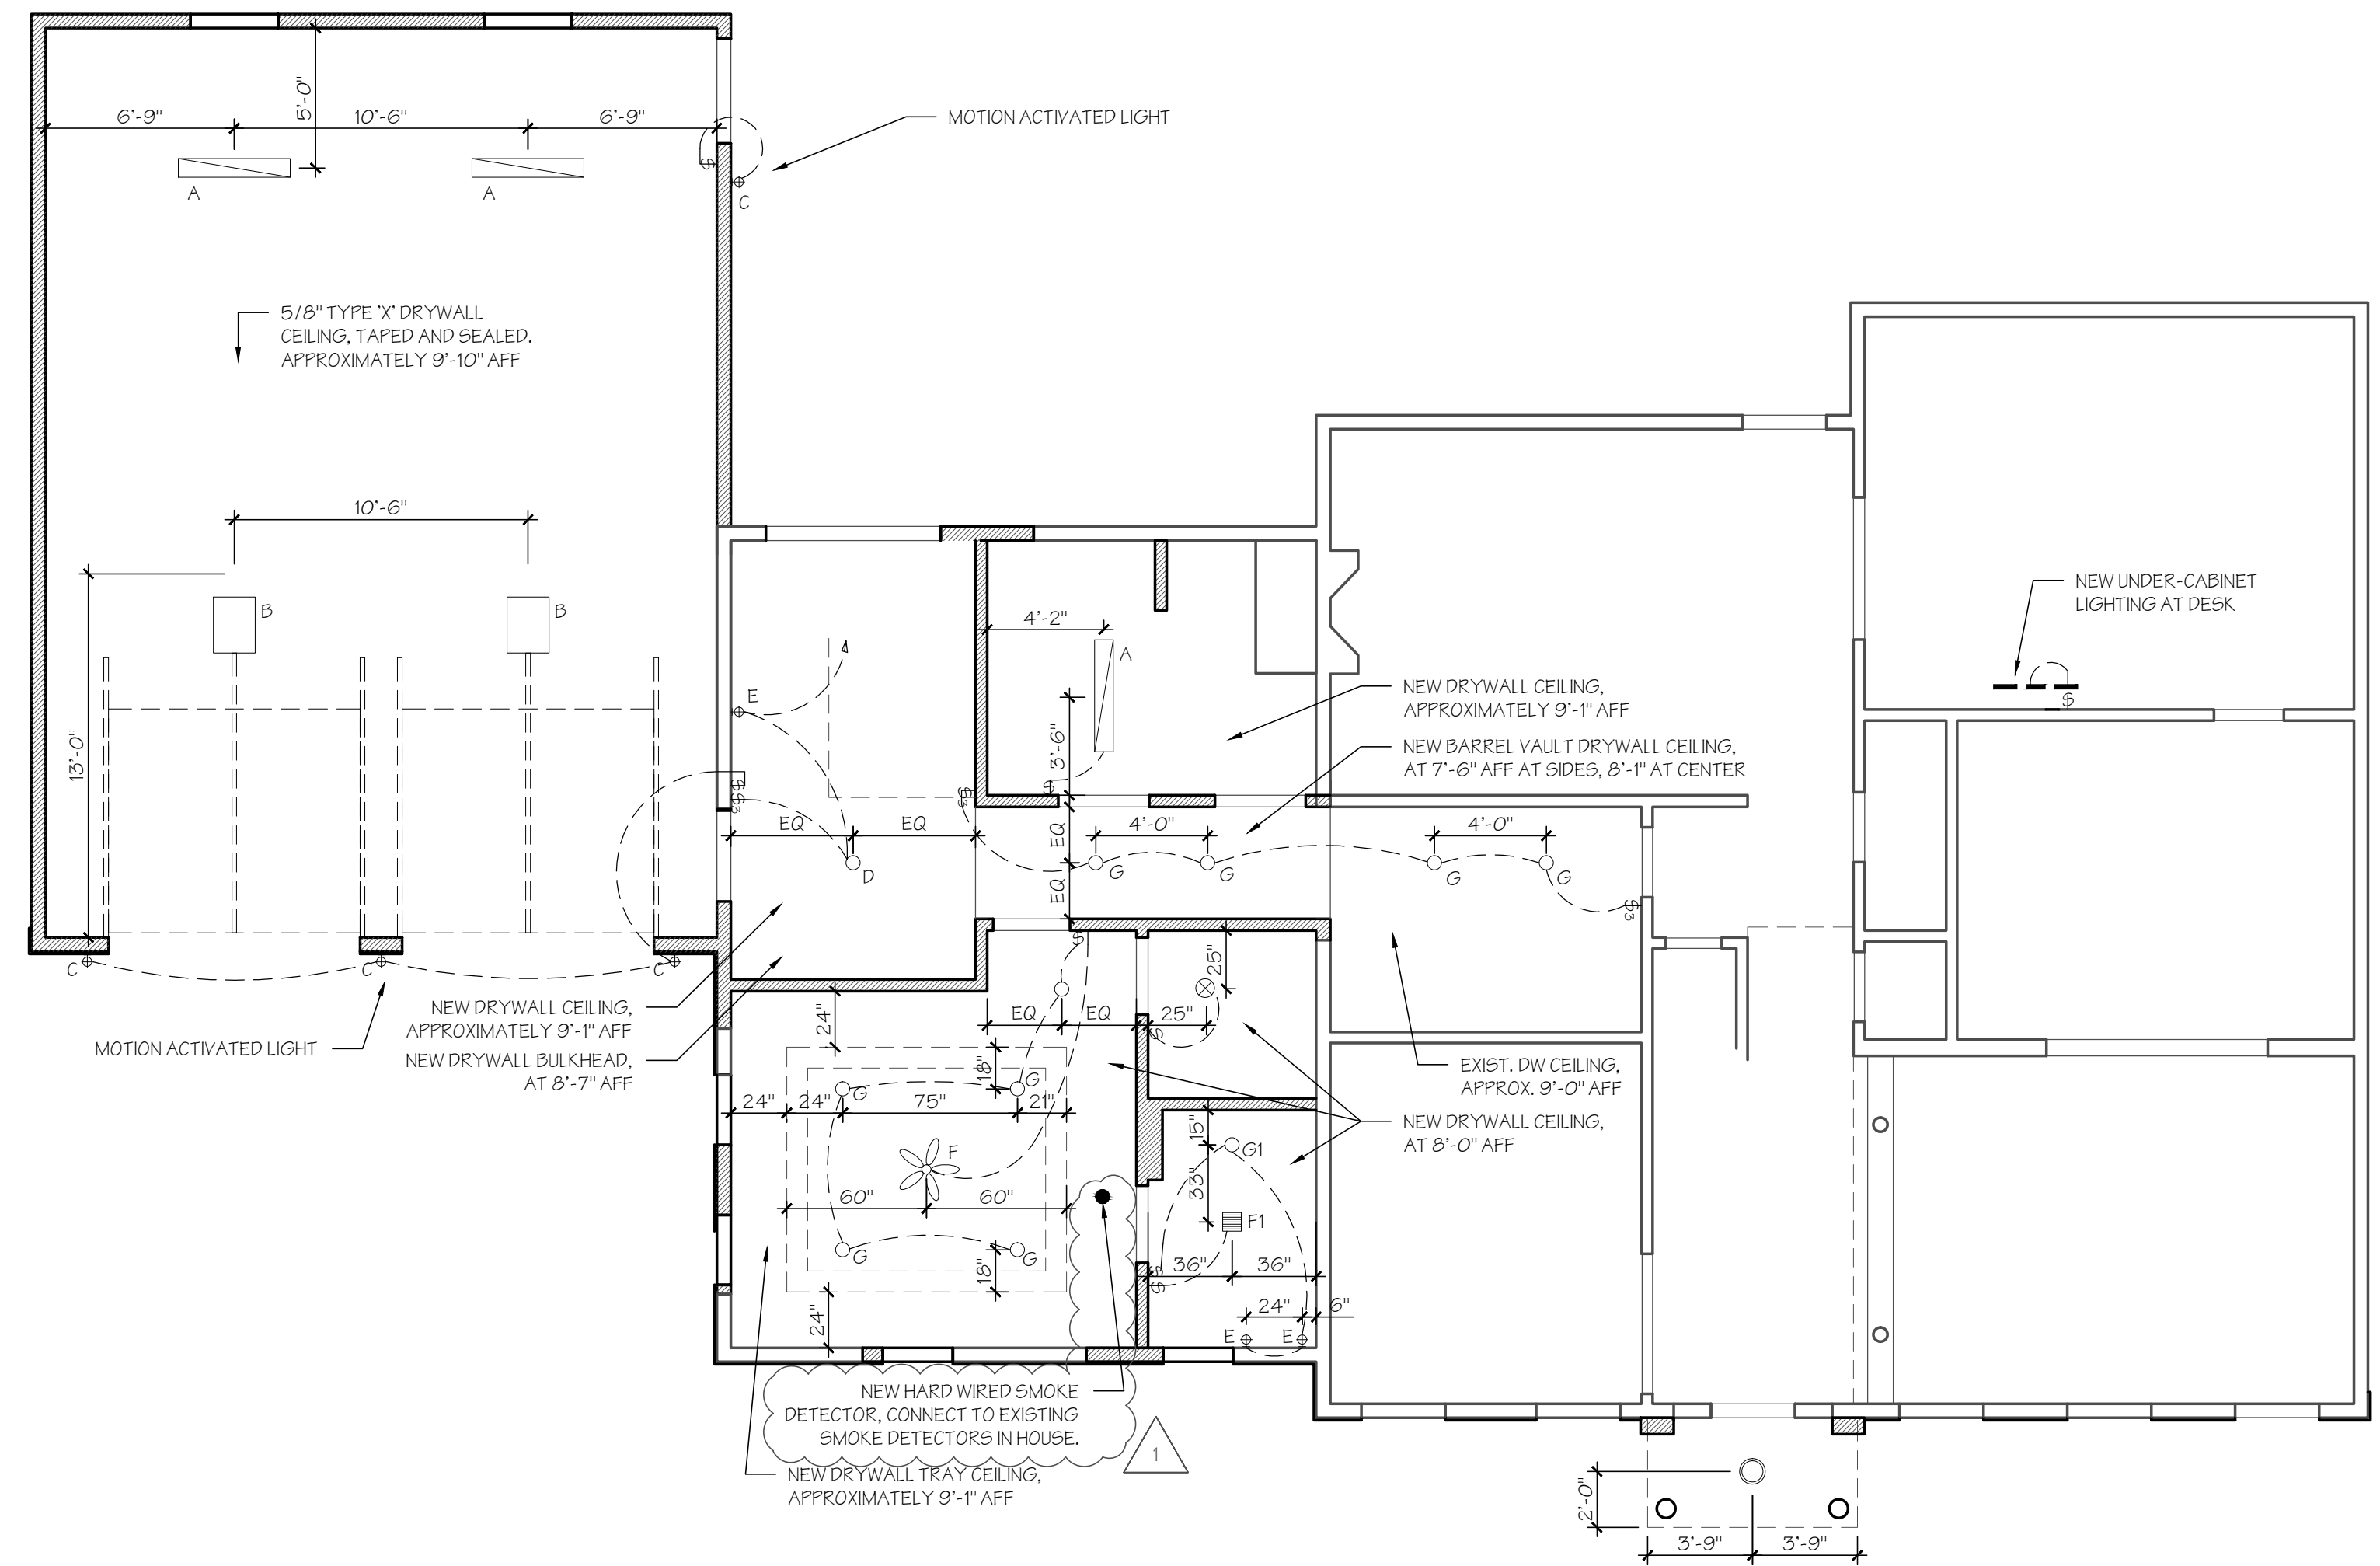 5'-0"
6'-9"
10'-6"
6'-9"
MOTION ACTIVATED LIGHT
$
A
A
C
5/8" TYPE 'X' DRYWALL
CEILING, TAPED AND SEALED.
APPROXIMATELY 9'-10" AFF
10'-6"
B
B
13'-0"
NEW UNDER-CABINET
LIGHTING AT DESK
$
4'-2"
A
E
3'-6"
$
NEW DRYWALL CEILING,
APPROXIMATELY 9'-1" AFF
NEW BARREL VAULT DRYWALL CEILING,
AT 7'-6" AFF AT SIDES, 8'-1" AT CENTER
$$
$3
$3
EQ
EQ
EQ
4'-0"
4'-0"
D
G
G
G
G
EQ
$3
C
C
C
$
25"
NEW DRYWALL CEILING,
APPROXIMATELY 9'-1" AFF
MOTION ACTIVATED LIGHT
NEW DRYWALL BULKHEAD,
AT 8'-7" AFF
24"
EQ
EQ
25"
$
18"
EXIST. DW CEILING,
APPROX. 9'-0" AFF
G
G
24"
24"
75"
21"
NEW DRYWALL CEILING,
AT 8'-0" AFF
15"
G1
F
33"
60"
60"
F1
G
G
18"
$
$
36"
36"
24"
24"
6"
E
E
NEW HARD WIRED SMOKE
DETECTOR, CONNECT TO EXISTING
SMOKE DETECTORS IN HOUSE.
1
NEW DRYWALL TRAY CEILING,
APPROXIMATELY 9'-1" AFF
2'-0"
3'-9"
3'-9"